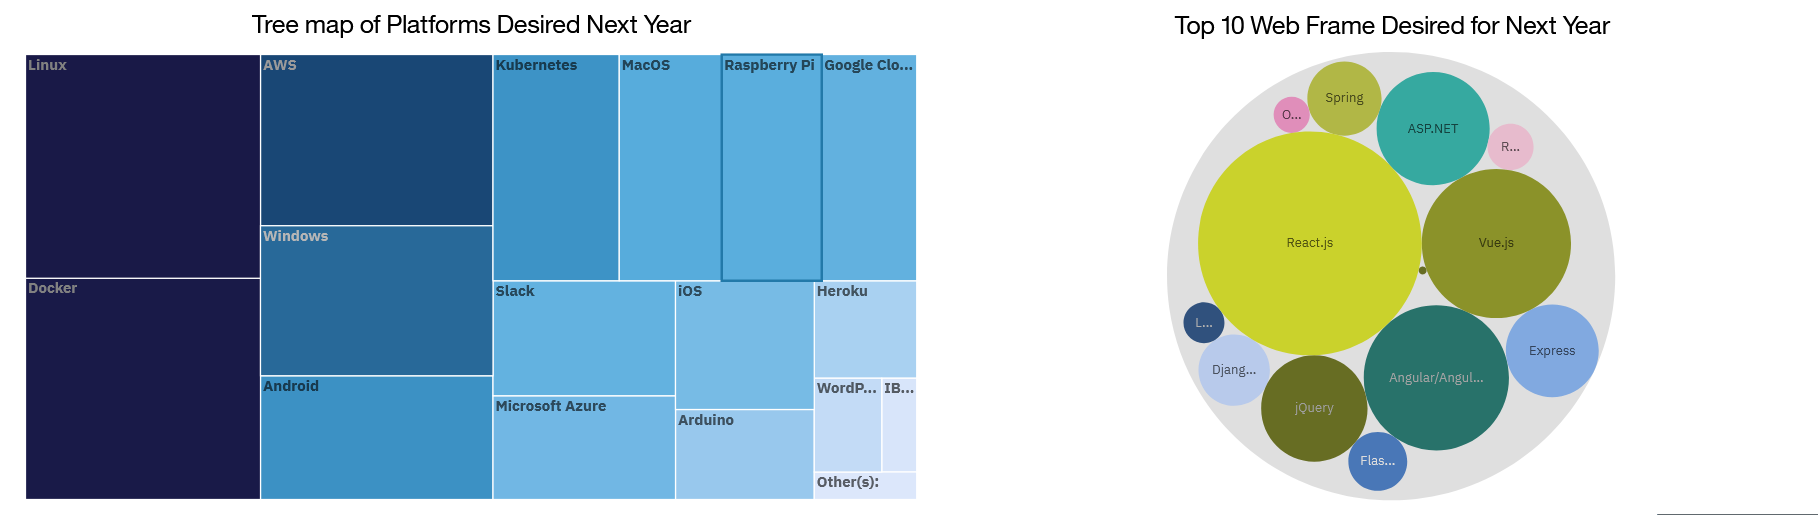 Tree map of Platforms Desired Next Year
Linux
AWS
Kubernetes
MacOS
Raspberry Pi
Google Clo...
Windows
Docker
Slack
iOS
Heroku
Android
WordP...
IB...
Microsoft Azure
Arduino
Other(s):
Top 10 Web Frame Desired for Next Year
Spring
O...
ASP.NET
R...
React.js
Vue.js
L...
Express
Djang...
Angular/Angul...
jQuery
Flas...